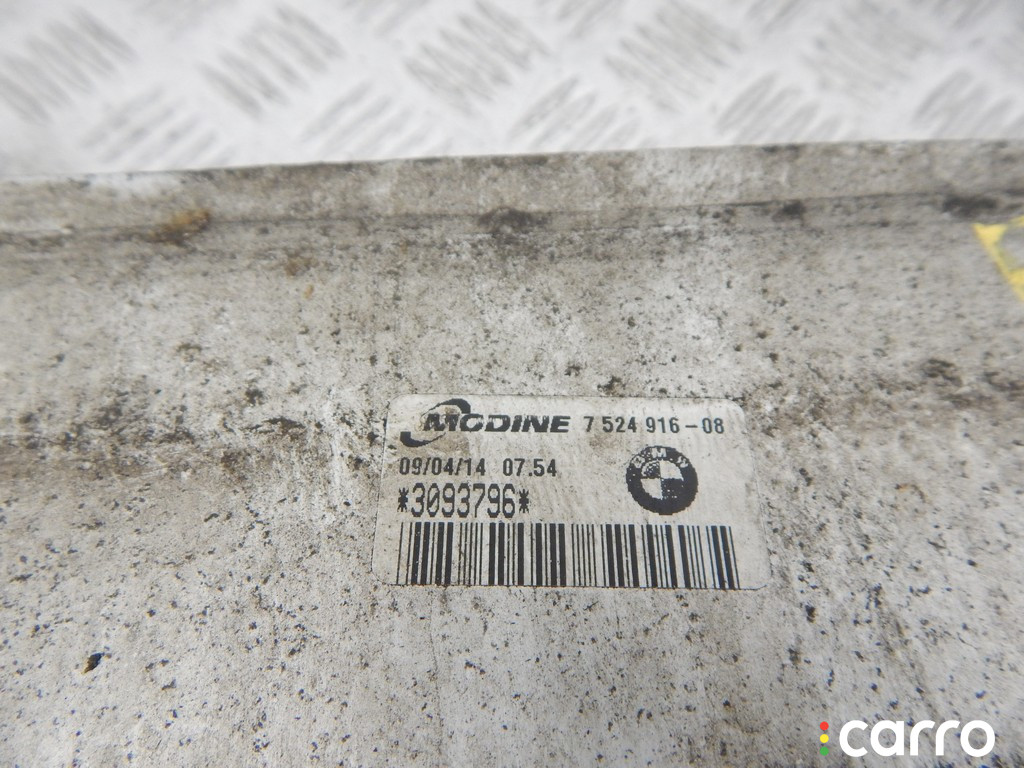 MODINE 7 524 916-08
09/04/14 07.54
BMW
*3093796*
carro